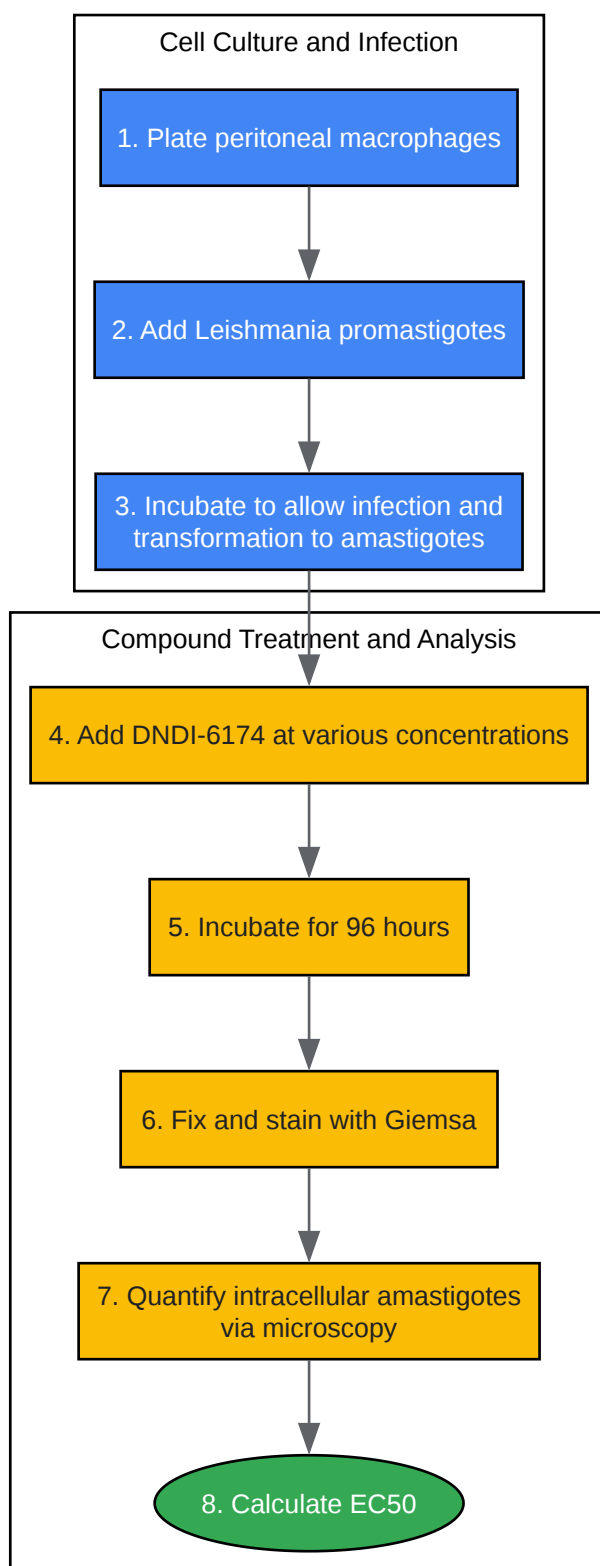 Cell Culture and Infection
1. Plate peritoneal macrophages
2. Add Leishmania promastigotes
3. Incubate to allow infection and
transformation to amastigotes
Compound Treatment and Analysis
4. Add DNDI-6174 at various concentrations
5. Incubate for 96 hours
6. Fix and stain with Giemsa
7. Quantify intracellular amastigotes
via microscopy
8. Calculate EC50